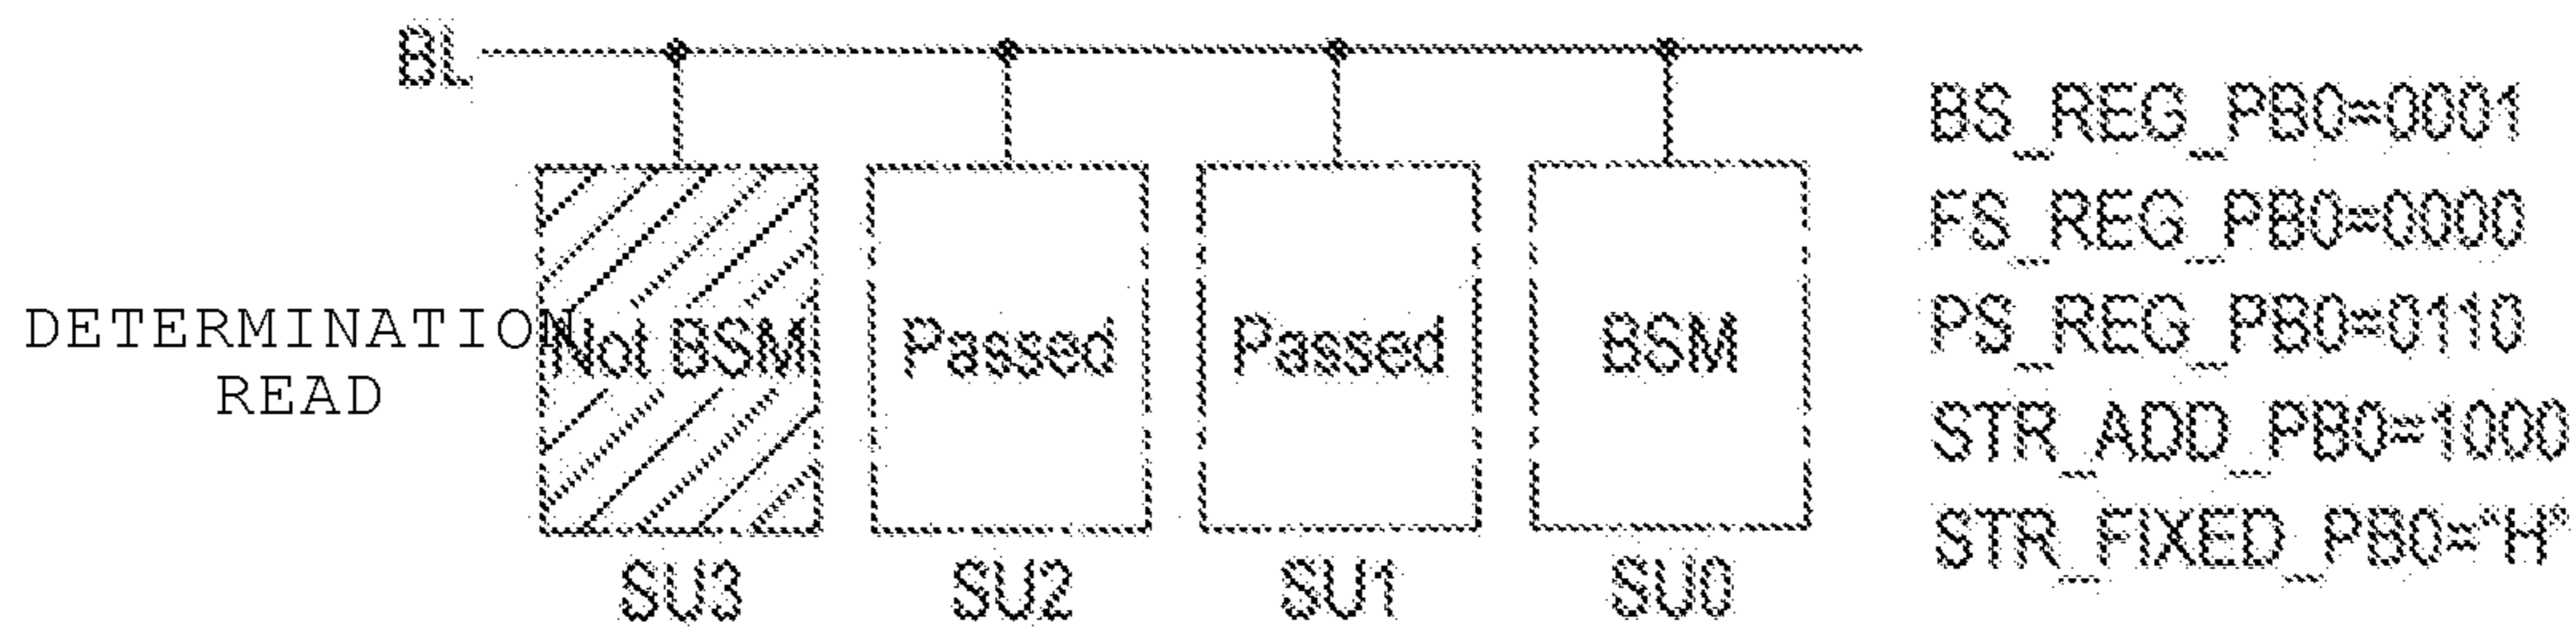 BL
BS_REG_PB0=0001
FS_REG_PB0=0000
PS_REG_PB0=0110
STR_ADD_PB0=1000
STR_FIXED_PB0="H"
DETERMINATION
READ
Not BSM
Passed
Passed
BSM
SU3
SU2
SU1
SU0